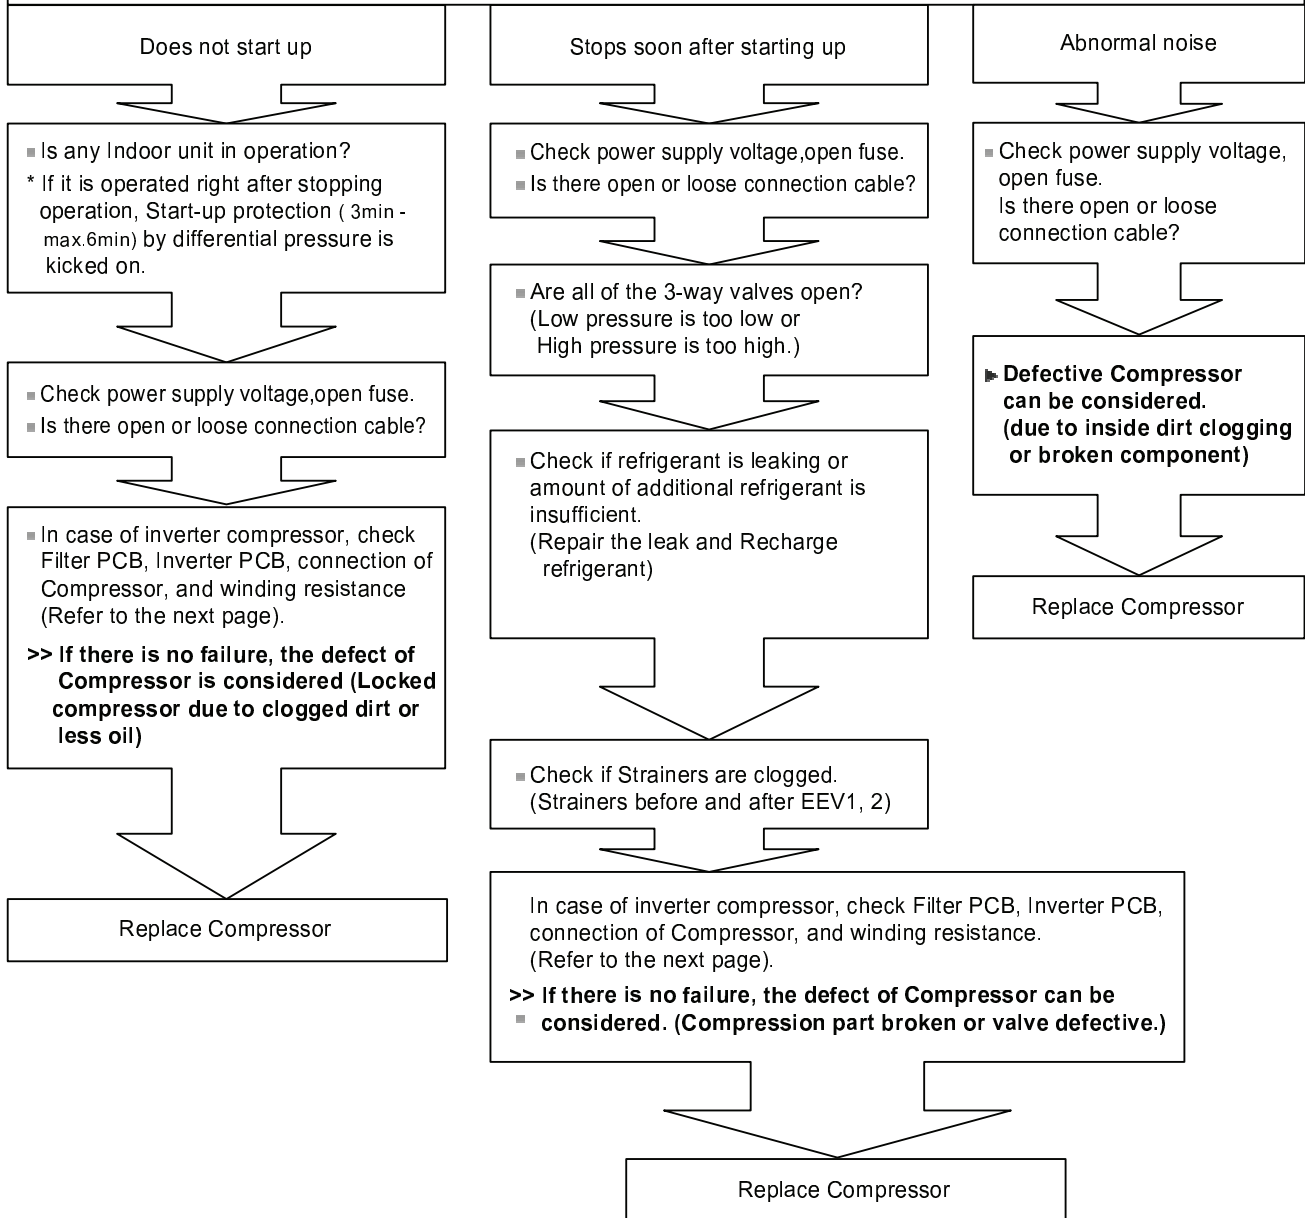 Does not start up
■ Is any Indoor unit in operation?
* If it is operated right after stopping
operation, Start-up protection ( 3min -
max.6min) by differential pressure is
kicked on.
■ Check power supply voltage,open fuse.
■ Is there open or loose connection cable?
■ In case of inverter compressor, check
Filter PCB, Inverter PCB, connection of
Compressor, and winding resistance
(Refer to the next page).
>> If there is no failure, the defect of
Compressor is considered (Locked
compressor due to clogged dirt or
less oil)
Replace Compressor
Stops soon after starting up
■ Check power supply voltage,open fuse.
■ Is there open or loose connection cable?
■ Are all of the 3-way valves open?
(Low pressure is too low or
High pressure is too high.)
■ Check if refrigerant is leaking or
amount of additional refrigerant is
insufficient.
(Repair the leak and Recharge
refrigerant)
■ Check if Strainers are clogged.
(Strainers before and after EEV1, 2)
In case of inverter compressor, check Filter PCB, Inverter PCB,
connection of Compressor, and winding resistance.
(Refer to the next page).
>> If there is no failure, the defect of Compressor can be
■ considered. (Compression part broken or valve defective.)
Replace Compressor
Abnormal noise
■ Check power supply voltage,
open fuse.
Is there open or loose
connection cable?
Defective Compressor
can be considered.
(due to inside dirt clogging
or broken component)
Replace Compressor